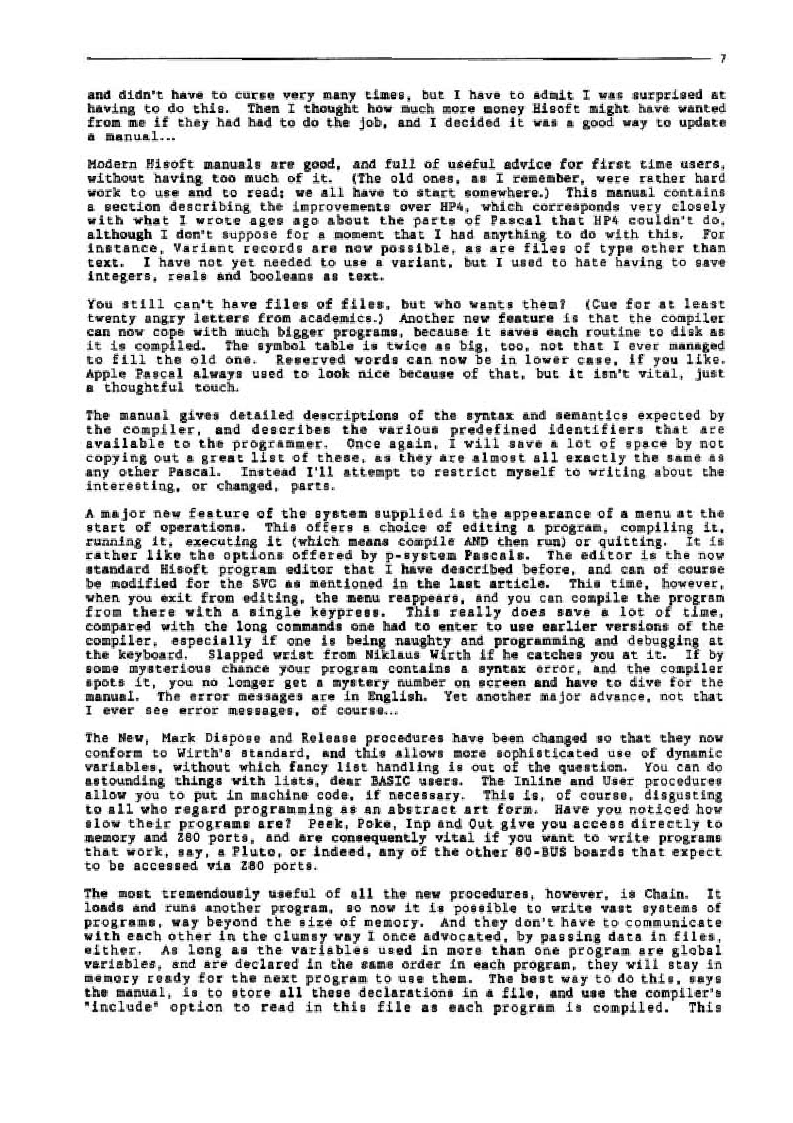 7
and didn't have to curse very many times, but I have to admit I was surprised at
having to do this. Then I thought how much more money Hisoft might have wanted
from me if they had had to do the job, and I decided it was a good way to update
a manual...
Modern Hisoft manuals are good, and full of useful advice for first time users,
without having too much of it. (The old ones, as I remember, were rather hard
work to use and to read; we all have to start somewhere.) This manual contains
a section describing the improvements over HP4, which corresponds very closely
with what I wrote ages ago about the parts of Pascal that HP4 couldn't do,
although I don't suppose for a moment that I had anything to do with this. For
instance, Variant records are now possible, as are files of type other than
text. I have not yet needed to use a variant, but I used to hate having to save
integers, reals and booleans as text.
You still can't have files of files, but who wants them? (Cue for at least
twenty angry letters from academics.) Another new feature is that the compiler
can now cope with much bigger programs, because it saves each routine to disk as
it is compiled. The symbol table is twice as big, too, not that I ever managed
to fill the old one. Reserved words can now be in lower case, if you like.
Apple Pascal always used to look nice because of that, but it isn't vital, just
a thoughtful touch.
The manual gives detailed descriptions of the syntax and semantics expected by
the compiler, and describes the various predefined identifiers that are
available to the programmer. Once again, I will save a lot of space by not
copying out a great list of these, as they are almost all exactly the same as
any other Pascal. Instead I'll attempt to restrict myself to writing about the
interesting, or changed, parts.
A major new feature of the system supplied is the appearance of a menu at the
start of operations. This offers a choice of editing a program, compiling it,
running it, executing it (which means compile AND then run) or quitting. It is
rather like the options offered by p-system Pascals. The editor is the now
standard Hisoft program editor that I have described before, and can of course
be modified for the SVC as mentioned in the last article. This time, however,
when you exit from editing, the menu reappears, and you can compile the program
from there with a single keypress. This really does save a lot of time,
compared with the long commands one had to enter to use earlier versions of the
compiler, especially if one is being naughty and programming and debugging at
the keyboard. Slapped wrist from Niklaus Wirth if he catches you at it. If by
some mysterious chance your program contains a syntax error, and the compiler
spots it, you no longer get a mystery number on screen and have to dive for the
manual. The error messages are in English. Yet another major advance, not that
I ever see error messages, of course...
The New, Mark Dispose and Release procedures have been changed so that they now
conform to Wirth's standard, and this allows more sophisticated use of dynamic
variables, without which fancy list handling is out of the question. You can do
astounding things with lists, dear BASIC users. The Inline and User procedures
allow you to put in machine code, if necessary. This is, of course, disgusting
to all who regard programming as an abstract art form. Have you noticed how
slow their programs are? Peek, Poke, Inp and Out give you access directly to
memory and Z80 ports, and are consequently vital if you want to write programs
that work, say, a Pluto, or indeed, any of the other 80-BUS boards that expect
to be accessed via Z80 ports.
The most tremendously useful of all the new procedures, however, is Chain. It
loads and runs another program, so now it is possible to write vast systems of
programs, way beyond the size of memory. And they don't have to communicate
with each other in the clumsy way I once advocated, by passing data in files,
either. As long as the variables used in more than one program are global
variables, and are declared in the same order in each program, they will stay in
memory ready for the next program to use them. The best way to do this, says
the manual, is to store all these declarations in a file, and use the compiler's
"include" option to read in this file as each program is compiled. This